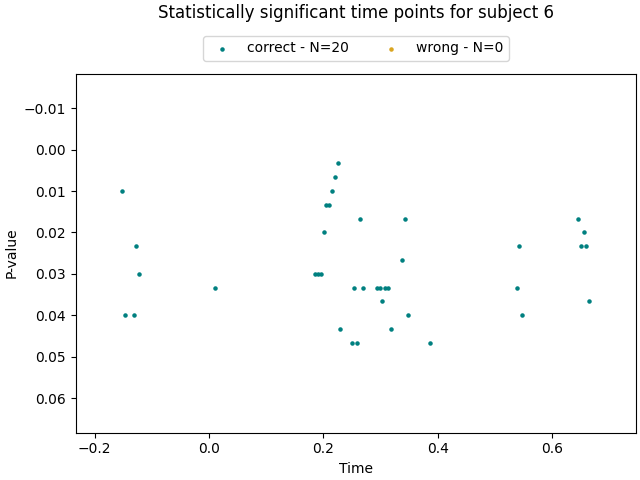 Statistically significant time points for subject 6
correct - N=20 wrong - N=0
−0.01
0.00
0.01
0.02
0.03
0.04
0.05
0.06
P-value
−0.2 0.0 0.2 0.4 0.6
Time